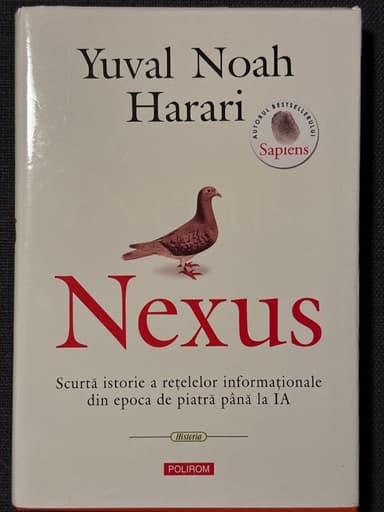 Yuval Noah
Harari
AUTORUL BESTSELLERULUI
Sapiens
Nexus
Scurtă istorie a rețelelor informaționale
din epoca de piatră până la IA
Historia
POLIROM